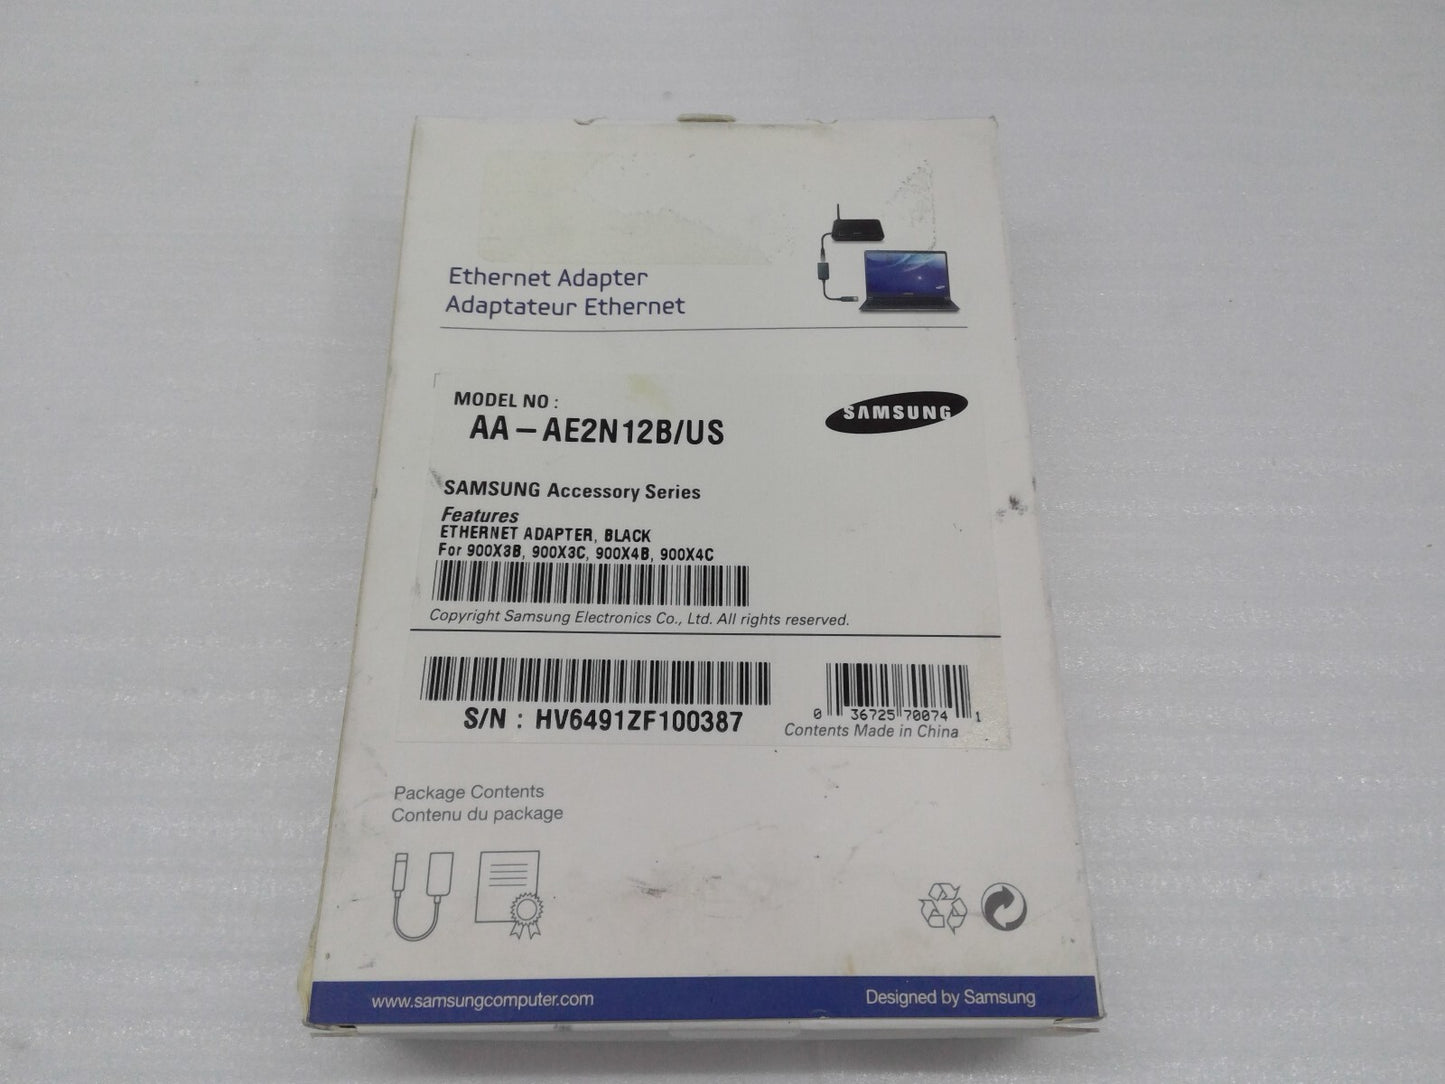 Ethernet Adapter
Adaptateur Ethernet
MODEL NO :
AA-AE2N12B/US
SAMSUNG
SAMSUNG Accessory Series
Features
ETHERNET ADAPTER, BLACK
For 900X3B, 900X3C, 900X4B, 900X4C
Copyright Samsung Electronics Co., Ltd. All rights reserved.
S/N : HV6491ZF100387
0 36725 70074 1
Contents Made in China
Package Contents
Contenu du package
www.samsungcomputer.com
Designed by Samsung